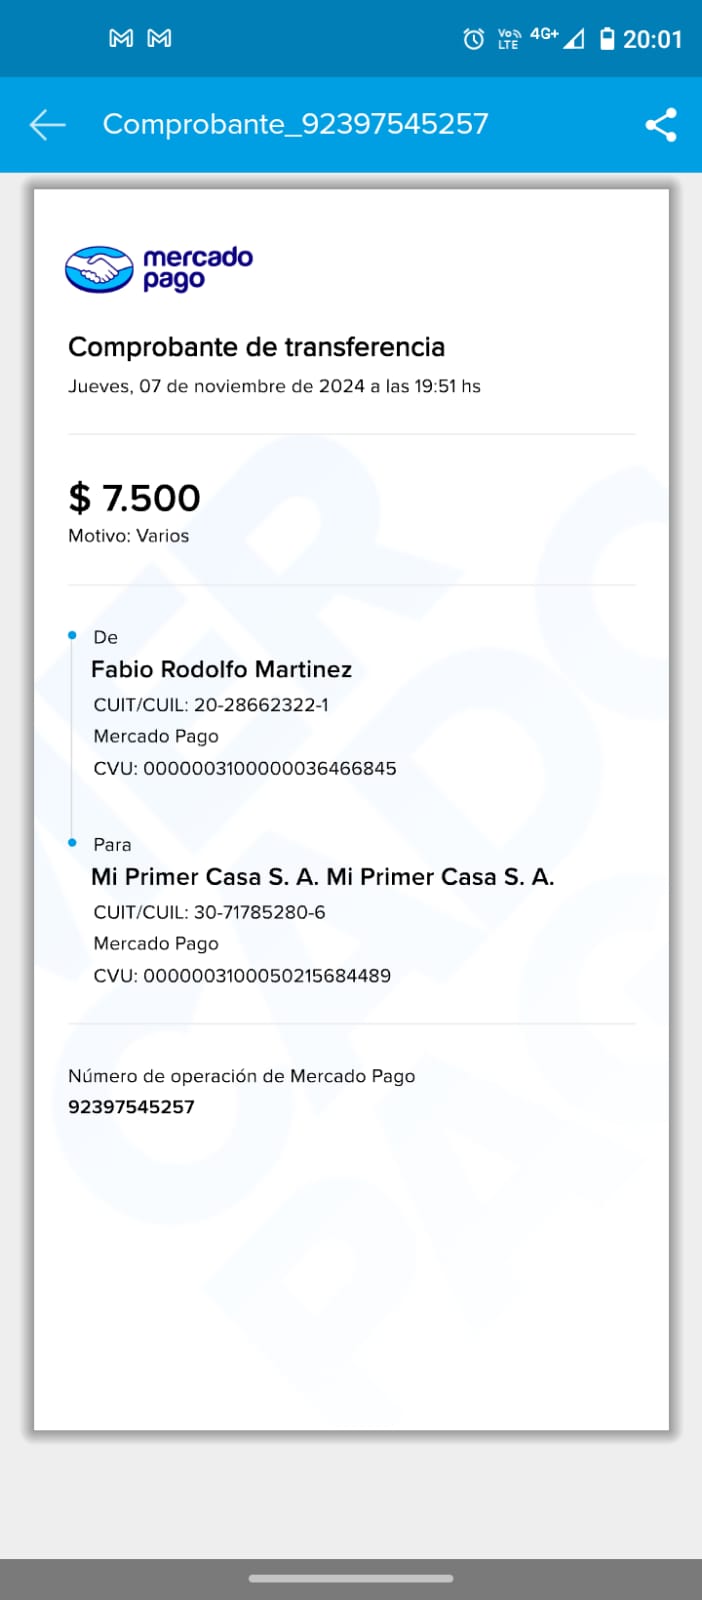 Vo LTE 4G+ 20:01
Comprobante_92397545257
mercado
pago
Comprobante de transferencia
Jueves, 07 de noviembre de 2024 a las 19:51 hs
$ 7.500
Motivo: Varios
De
Fabio Rodolfo Martinez
CUIT/CUIL: 20-28662322-1
Mercado Pago
CVU: 0000003100000036466845
Para
Mi Primer Casa S. A. Mi Primer Casa S. A.
CUIT/CUIL: 30-71785280-6
Mercado Pago
CVU: 0000003100050215684489
Número de operación de Mercado Pago
92397545257
MERCADO
PAGO